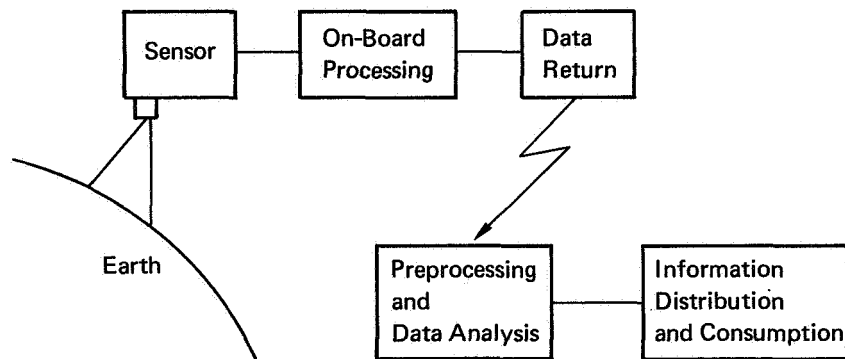 Sensor
On-Board
Processing
Data
Return
Earth
Preprocessing
and
Data Analysis
Information
Distribution
and Consumption